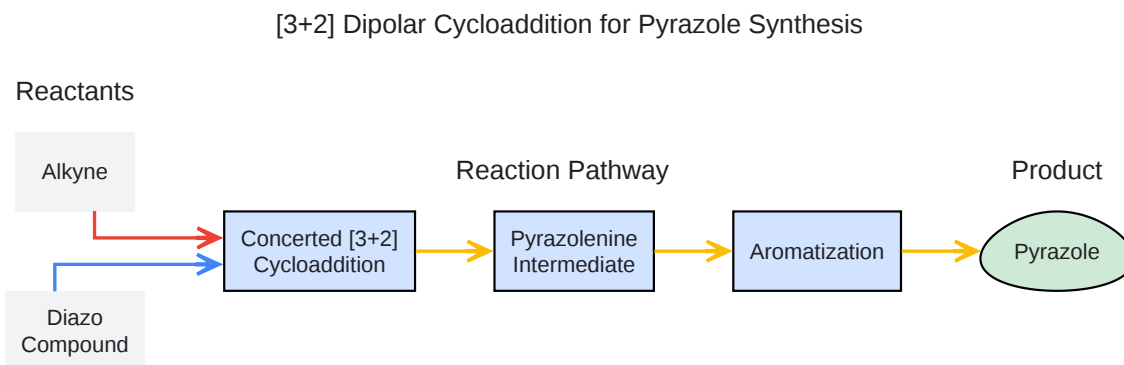 [3+2] Dipolar Cycloaddition for Pyrazole Synthesis
Reactants
Alkyne
Diazo
Compound
Reaction Pathway
Concerted [3+2]
Cycloaddition
Pyrazolenine
Intermediate
Aromatization
Product
Pyrazole